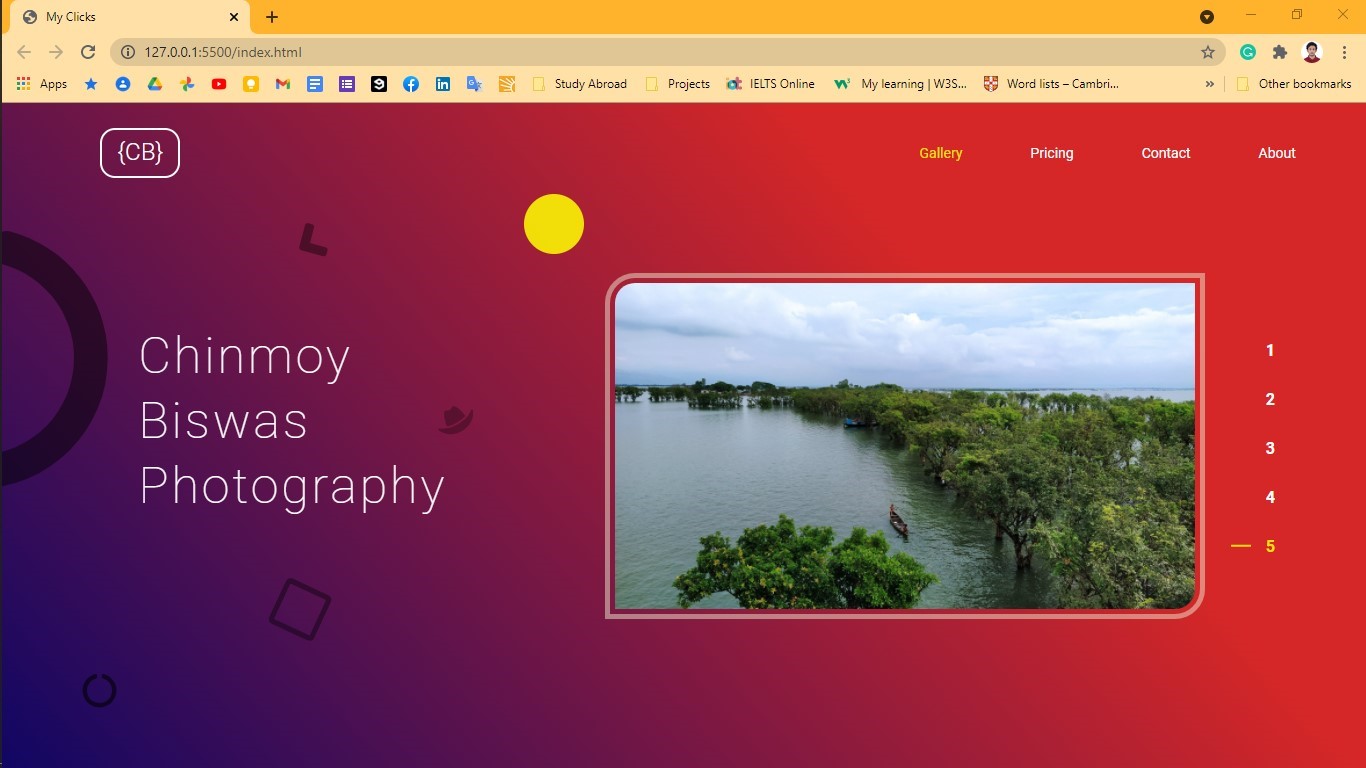 My Clicks
127.0.0.1:5500/index.html
Apps
Study Abroad
Projects
IELTS Online
My learning | W3S...
Word lists – Cambri...
»
Other bookmarks
{CB}
Gallery
Pricing
Contact
About
Chinmoy
Biswas
Photography
1
2
3
4
5